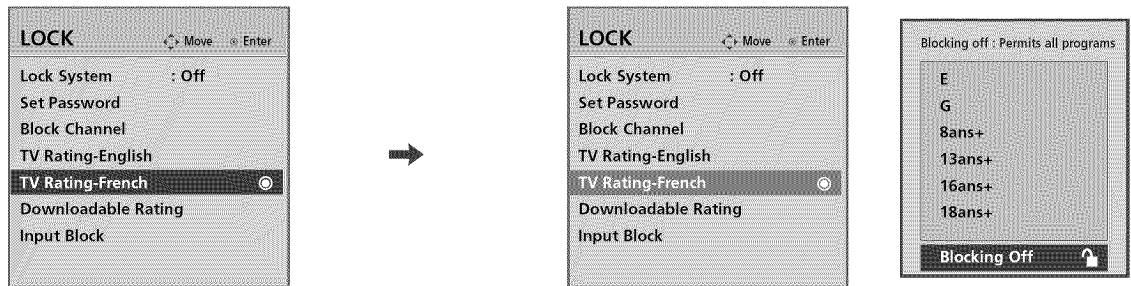 LOCK Move Enter
Lock System : Off
Set Password
Block Channel
TV Rating-English
TV Rating-French
Downloadable Rating
Input Block
LOCK Move Enter
Lock System : Off
Set Password
Block Channel
TV Rating-English
TV Rating-French
Downloadable Rating
Input Block
Blocking off : Permits all programs
E
G
8ans+
13ans+
16ans+
18ans+
Blocking Off